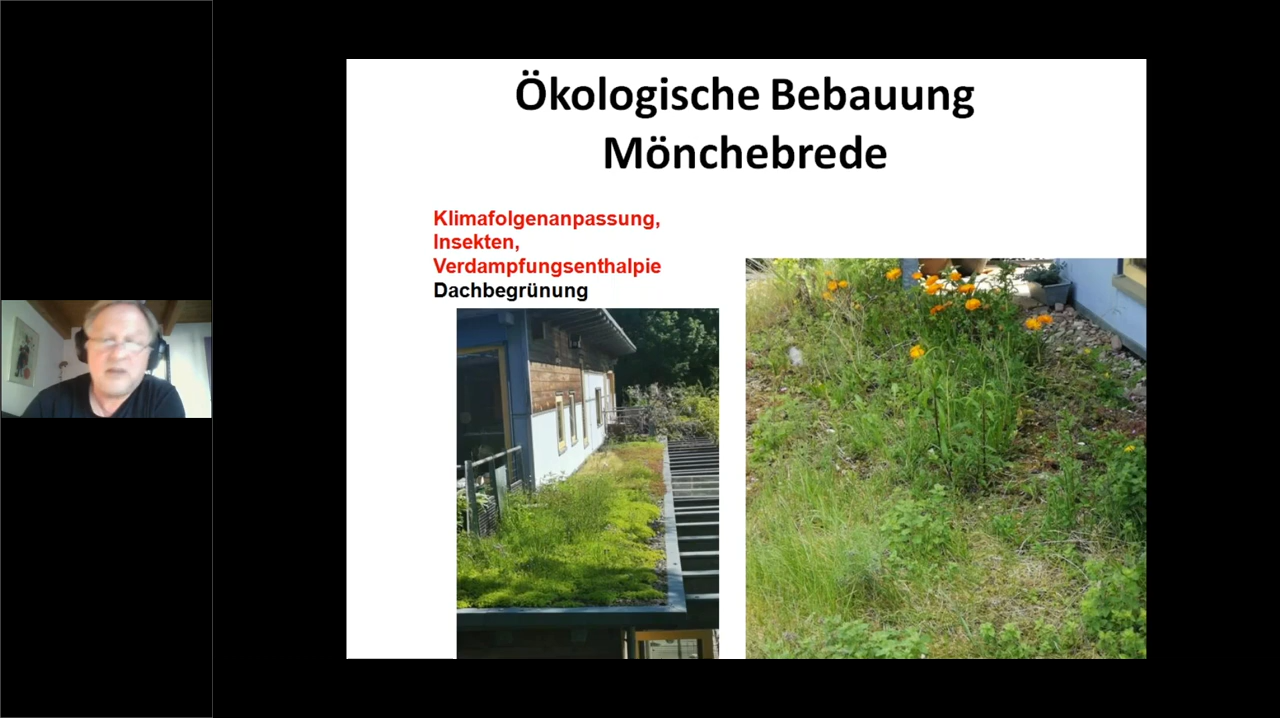 Ökologische Bebauung
Mönchebrede
Klimafolgenanpassung,
Insekten,
Verdampfungsenthalpie
Dachbegrünung